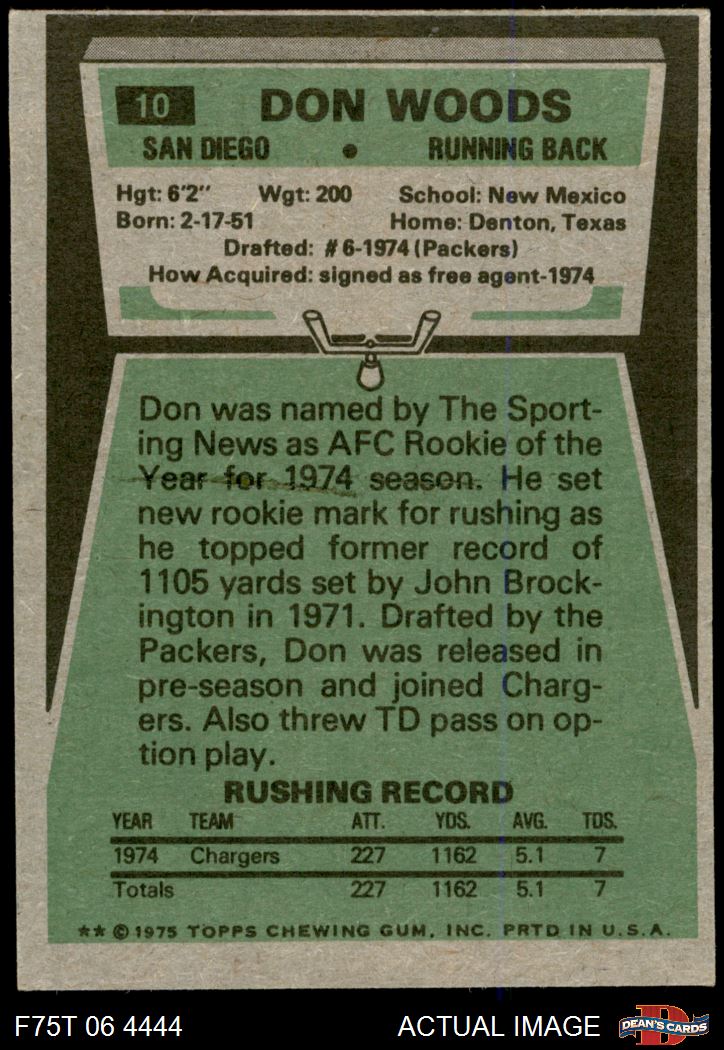 10 DON WOODS
SAN DIEGO • RUNNING BACK
Hgt: 6'2" Wgt: 200 School: New Mexico
Born: 2-17-51 Home: Denton, Texas
Drafted: #6-1974 (Packers)
How Acquired: signed as free agent-1974
Don was named by The Sport-
ing News as AFC Rookie of the
Year for 1974 season. He set
new rookie mark for rushing as
he topped former record of
1105 yards set by John Brock-
ington in 1971. Drafted by the
Packers, Don was released in
pre-season and joined Charg-
ers. Also threw TD pass on op-
tion play.
RUSHING RECORD
YEAR TEAM ATT. YDS. AVG. TDS.
1974 Chargers 227 1162 5.1 7
Totals 227 1162 5.1 7
** © 1975 TOPPS CHEWING GUM, INC. PRTD IN U.S.A.
F75T 06 4444 ACTUAL IMAGE D DEAN'S CARDS